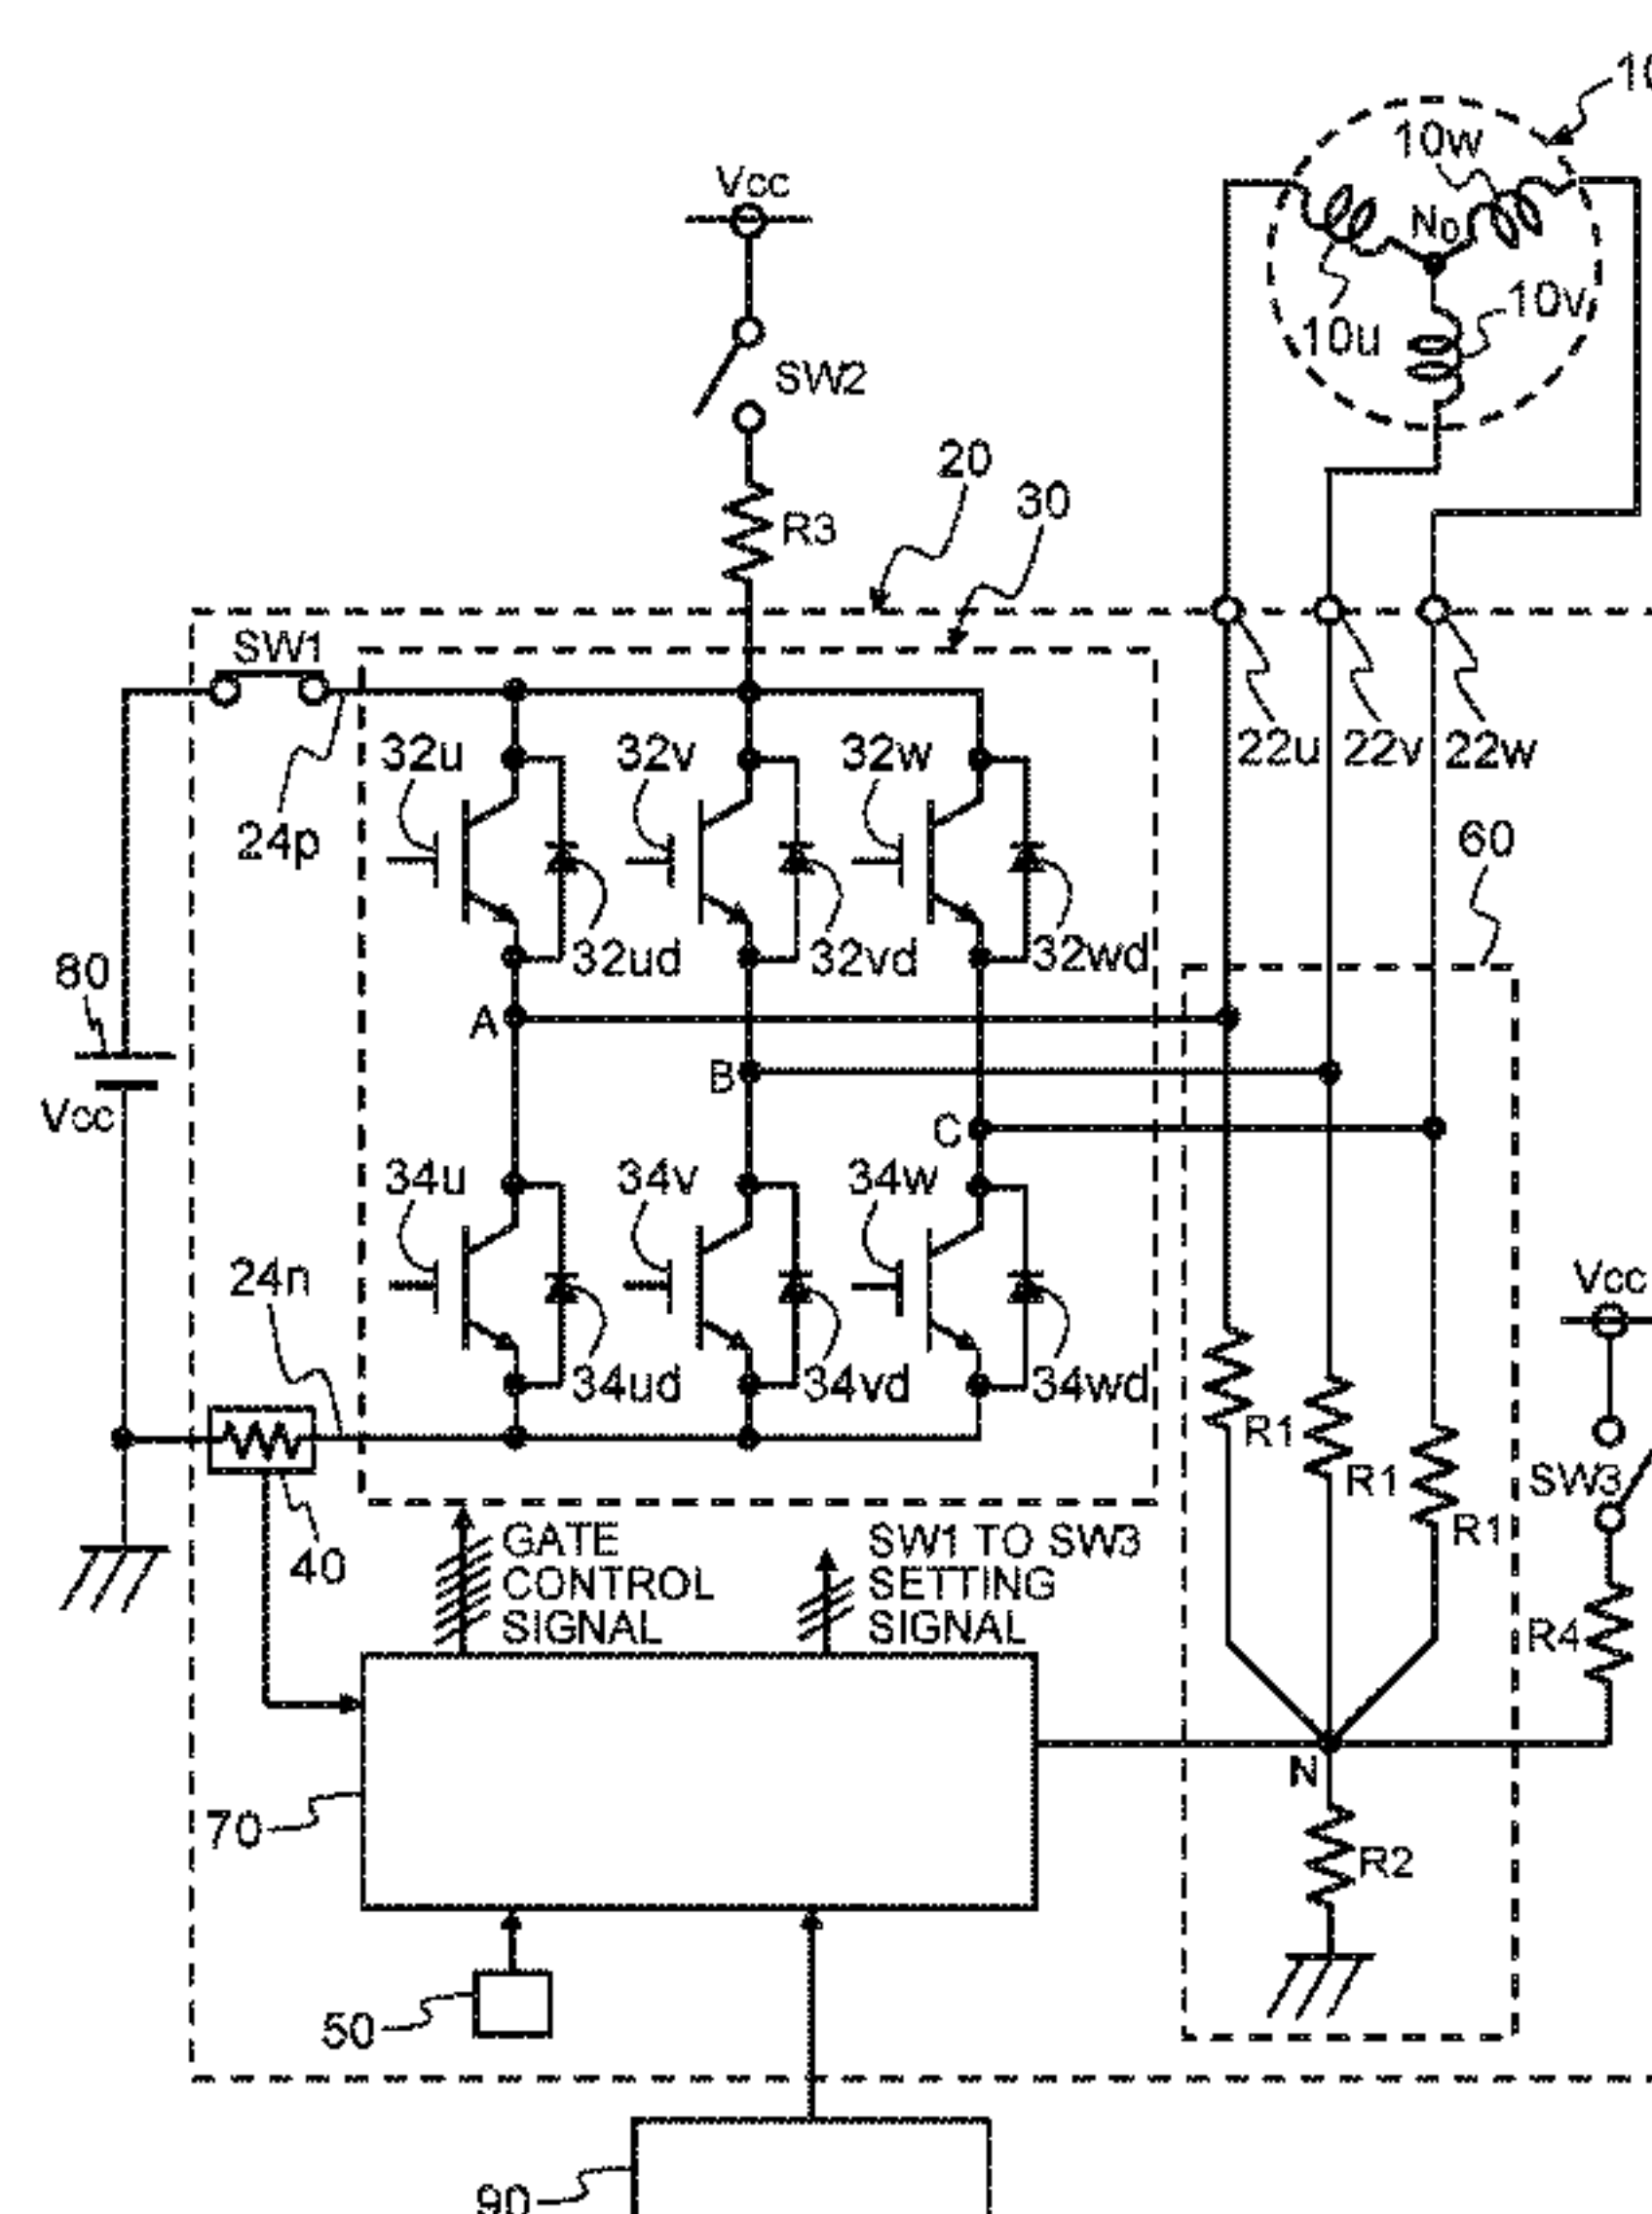 10
10w
Vcc
N0
10v
10u
SW2
20
30
R3
SW1
22u 22v 22w
32u 32v 32w
24p
60
32ud 32vd 32wd
80
A
B
Vcc
C
34u 34v 34w
24n
Vcc
34ud 34vd 34wd
R1
R1
SW3
R1
40
GATE
CONTROL
SIGNAL
SW1 TO SW3
SETTING
SIGNAL
R4
N
70
R2
50
90